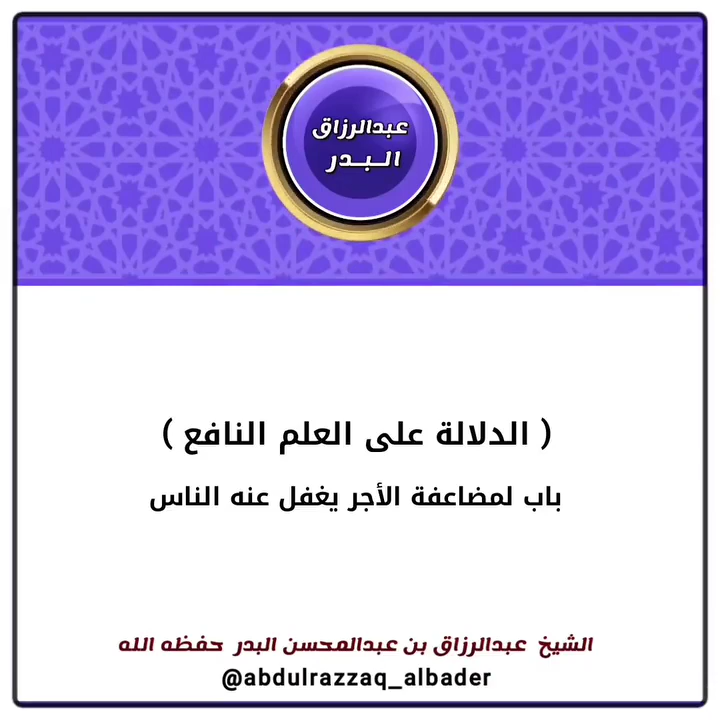 عبدالرزاق
البدر
( الدلالة على العلم النافع )
باب لمضاعفة الأجر يغفل عنه الناس
الشيخ عبدالرزاق بن عبدالمحسن البدر حفظه الله
@abdulrazzaq_albader